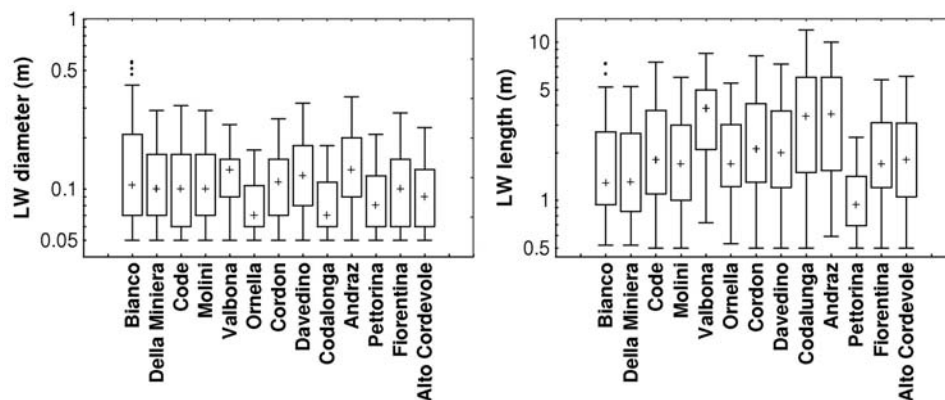 LW diameter (m)
1
0.5
0.1
0.05
Bianco
Della Miniera
Code
Molini
Valbona
Ornella
Cordon
Davedino
Codalonga
Andraz
Pettorina
Fiorentina
Alto Cordevole
LW length (m)
10
5
1
0.5
Bianco
Della Miniera
Code
Molini
Valbona
Ornella
Cordon
Davedino
Codalunga
Andraz
Pettorina
Fiorentina
Alto Cordevole